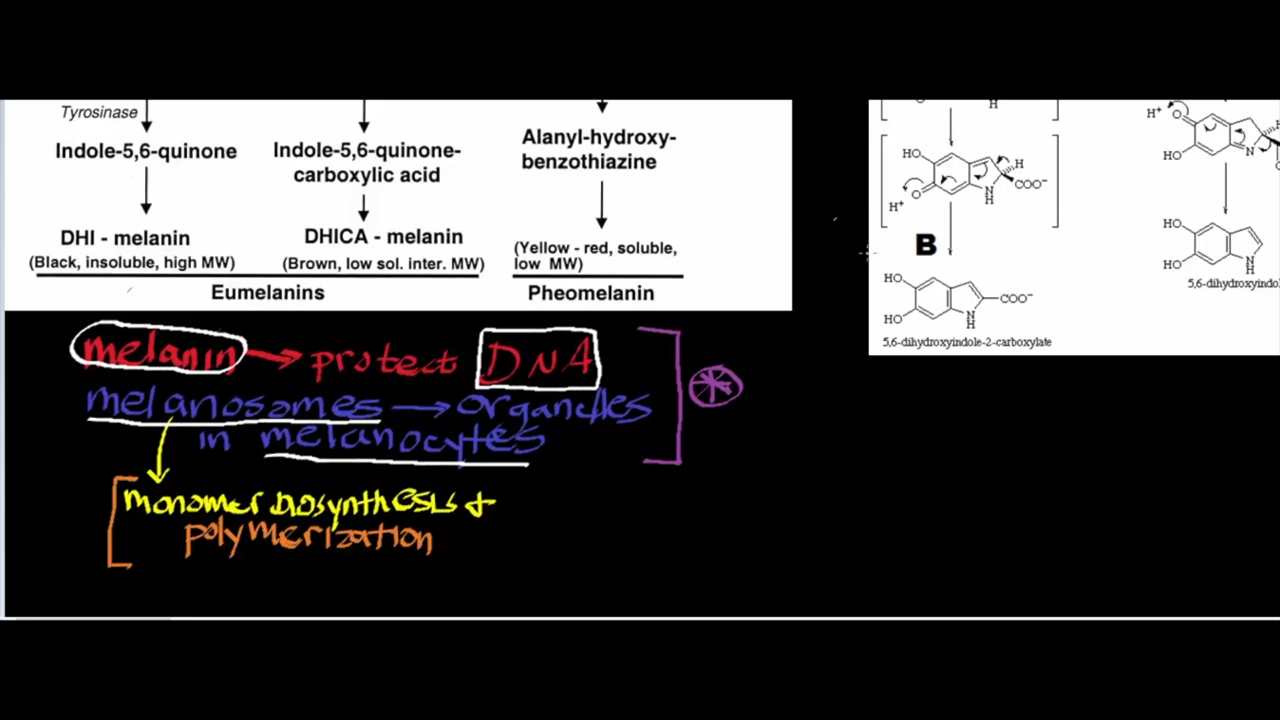 Tyrosinase
Indole-5,6-quinone
Indole-5,6-quinone-
carboxylic acid
Alanyl-hydroxy-
benzothiazine
DHI - melanin
(Black, insoluble, high MW)
DHICA - melanin
(Brown, low sol. inter. MW)
(Yellow - red, soluble,
low MW)
Eumelanins
Pheomelanin
melanin → protect DNA
melanosomes → organelles
in melanocytes
monomer biosynthesis +
polymerization
H
HO
O
H+
N
H
H
COO−
B
HO
HO
N
H
COO−
5,6-dihydroxyindole-2-carboxylate
H+
O
HO
N
H
HO
HO
N
H
5,6-dihydroxyindol